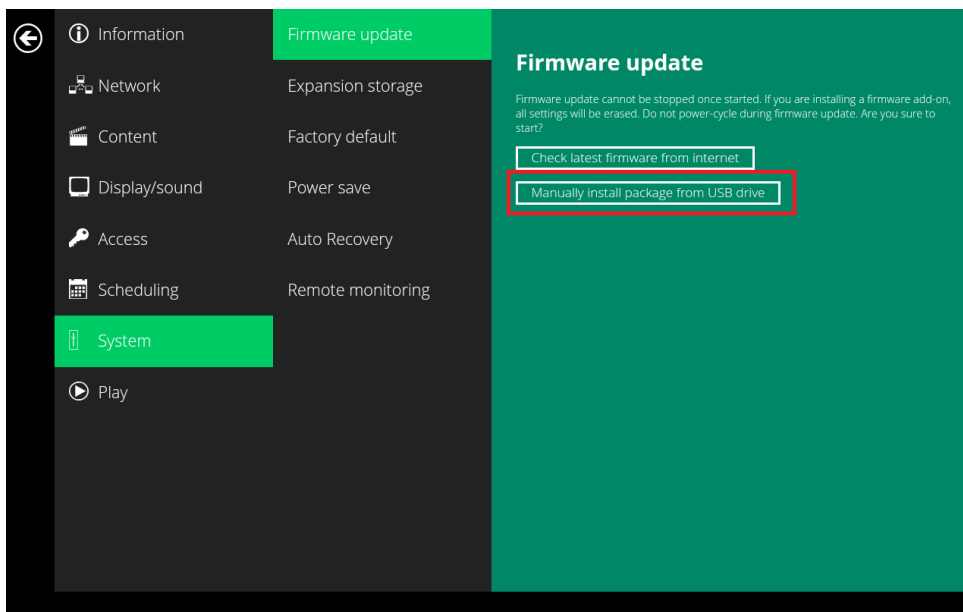 Information
Network
Content
Display/sound
Access
Scheduling
System
Play
Firmware update
Expansion storage
Factory default
Power save
Auto Recovery
Remote monitoring
Firmware update
Firmware update cannot be stopped once started. If you are installing a firmware add-on,
all settings will be erased. Do not power-cycle during firmware update. Are you sure to
start?
Check latest firmware from internet
Manually install package from USB drive